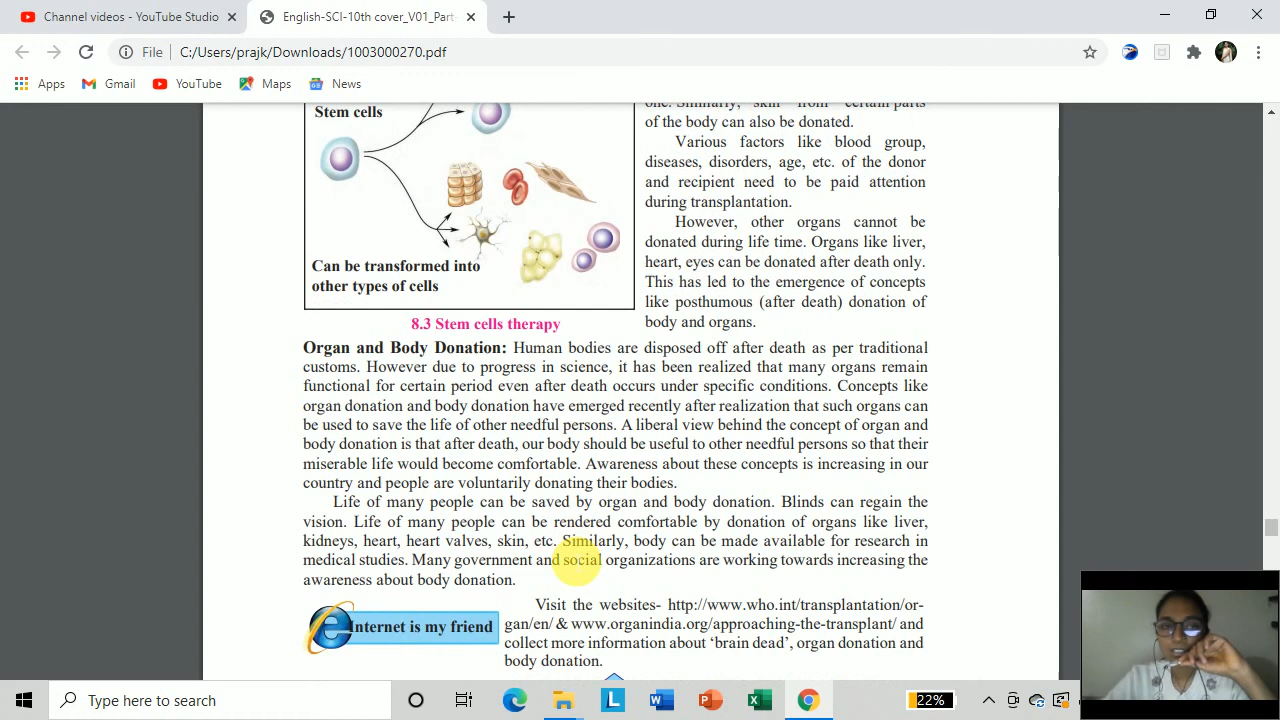 Channel videos - YouTube Studio
English-SCI-10th cover_V01_Part-
File C:/Users/prajk/Downloads/1003000270.pdf
Apps Gmail YouTube Maps News
Stem cells
Can be transformed into
other types of cells
8.3 Stem cells therapy
one. Similarly, skin from certain parts
of the body can also be donated.
Various factors like blood group,
diseases, disorders, age, etc. of the donor
and recipient need to be paid attention
during transplantation.
However, other organs cannot be
donated during life time. Organs like liver,
heart, eyes can be donated after death only.
This has led to the emergence of concepts
like posthumous (after death) donation of
body and organs.
Organ and Body Donation: Human bodies are disposed off after death as per traditional
customs. However due to progress in science, it has been realized that many organs remain
functional for certain period even after death occurs under specific conditions. Concepts like
organ donation and body donation have emerged recently after realization that such organs can
be used to save the life of other needful persons. A liberal view behind the concept of organ and
body donation is that after death, our body should be useful to other needful persons so that their
miserable life would become comfortable. Awareness about these concepts is increasing in our
country and people are voluntarily donating their bodies.
Life of many people can be saved by organ and body donation. Blinds can regain the
vision. Life of many people can be rendered comfortable by donation of organs like liver,
kidneys, heart, heart valves, skin, etc. Similarly, body can be made available for research in
medical studies. Many government and social organizations are working towards increasing the
awareness about body donation.
Internet is my friend
Visit the websites- http://www.who.int/transplantation/or-
gan/en/ & www.organindia.org/approaching-the-transplant/ and
collect more information about ‘brain dead’, organ donation and
body donation.
Type here to search
22%